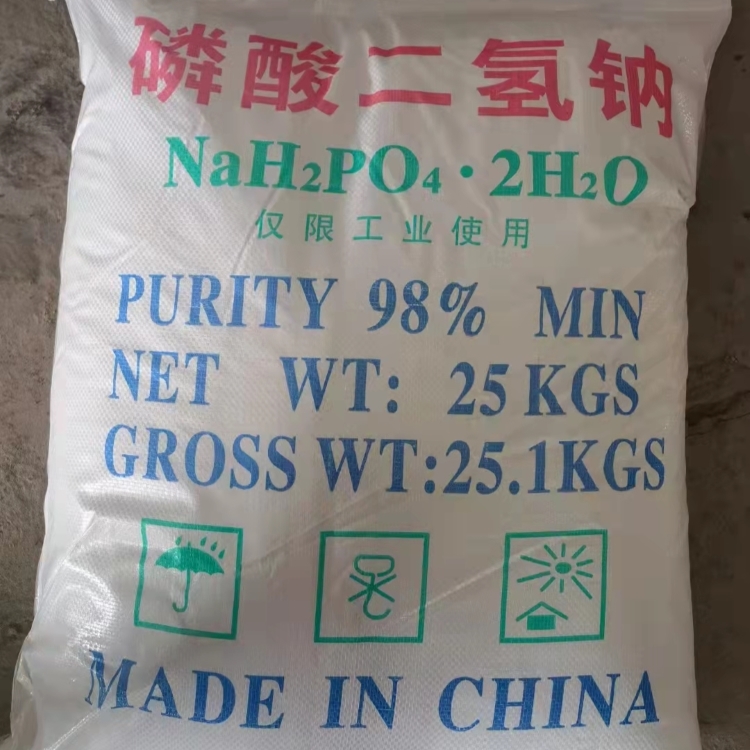 磷酸二氢钠
NaH₂PO₄·2H₂O
仅限工业使用
PURITY 98% MIN
NET WT: 25 KGS
GROSS WT:25.1KGS
MADE IN CHINA